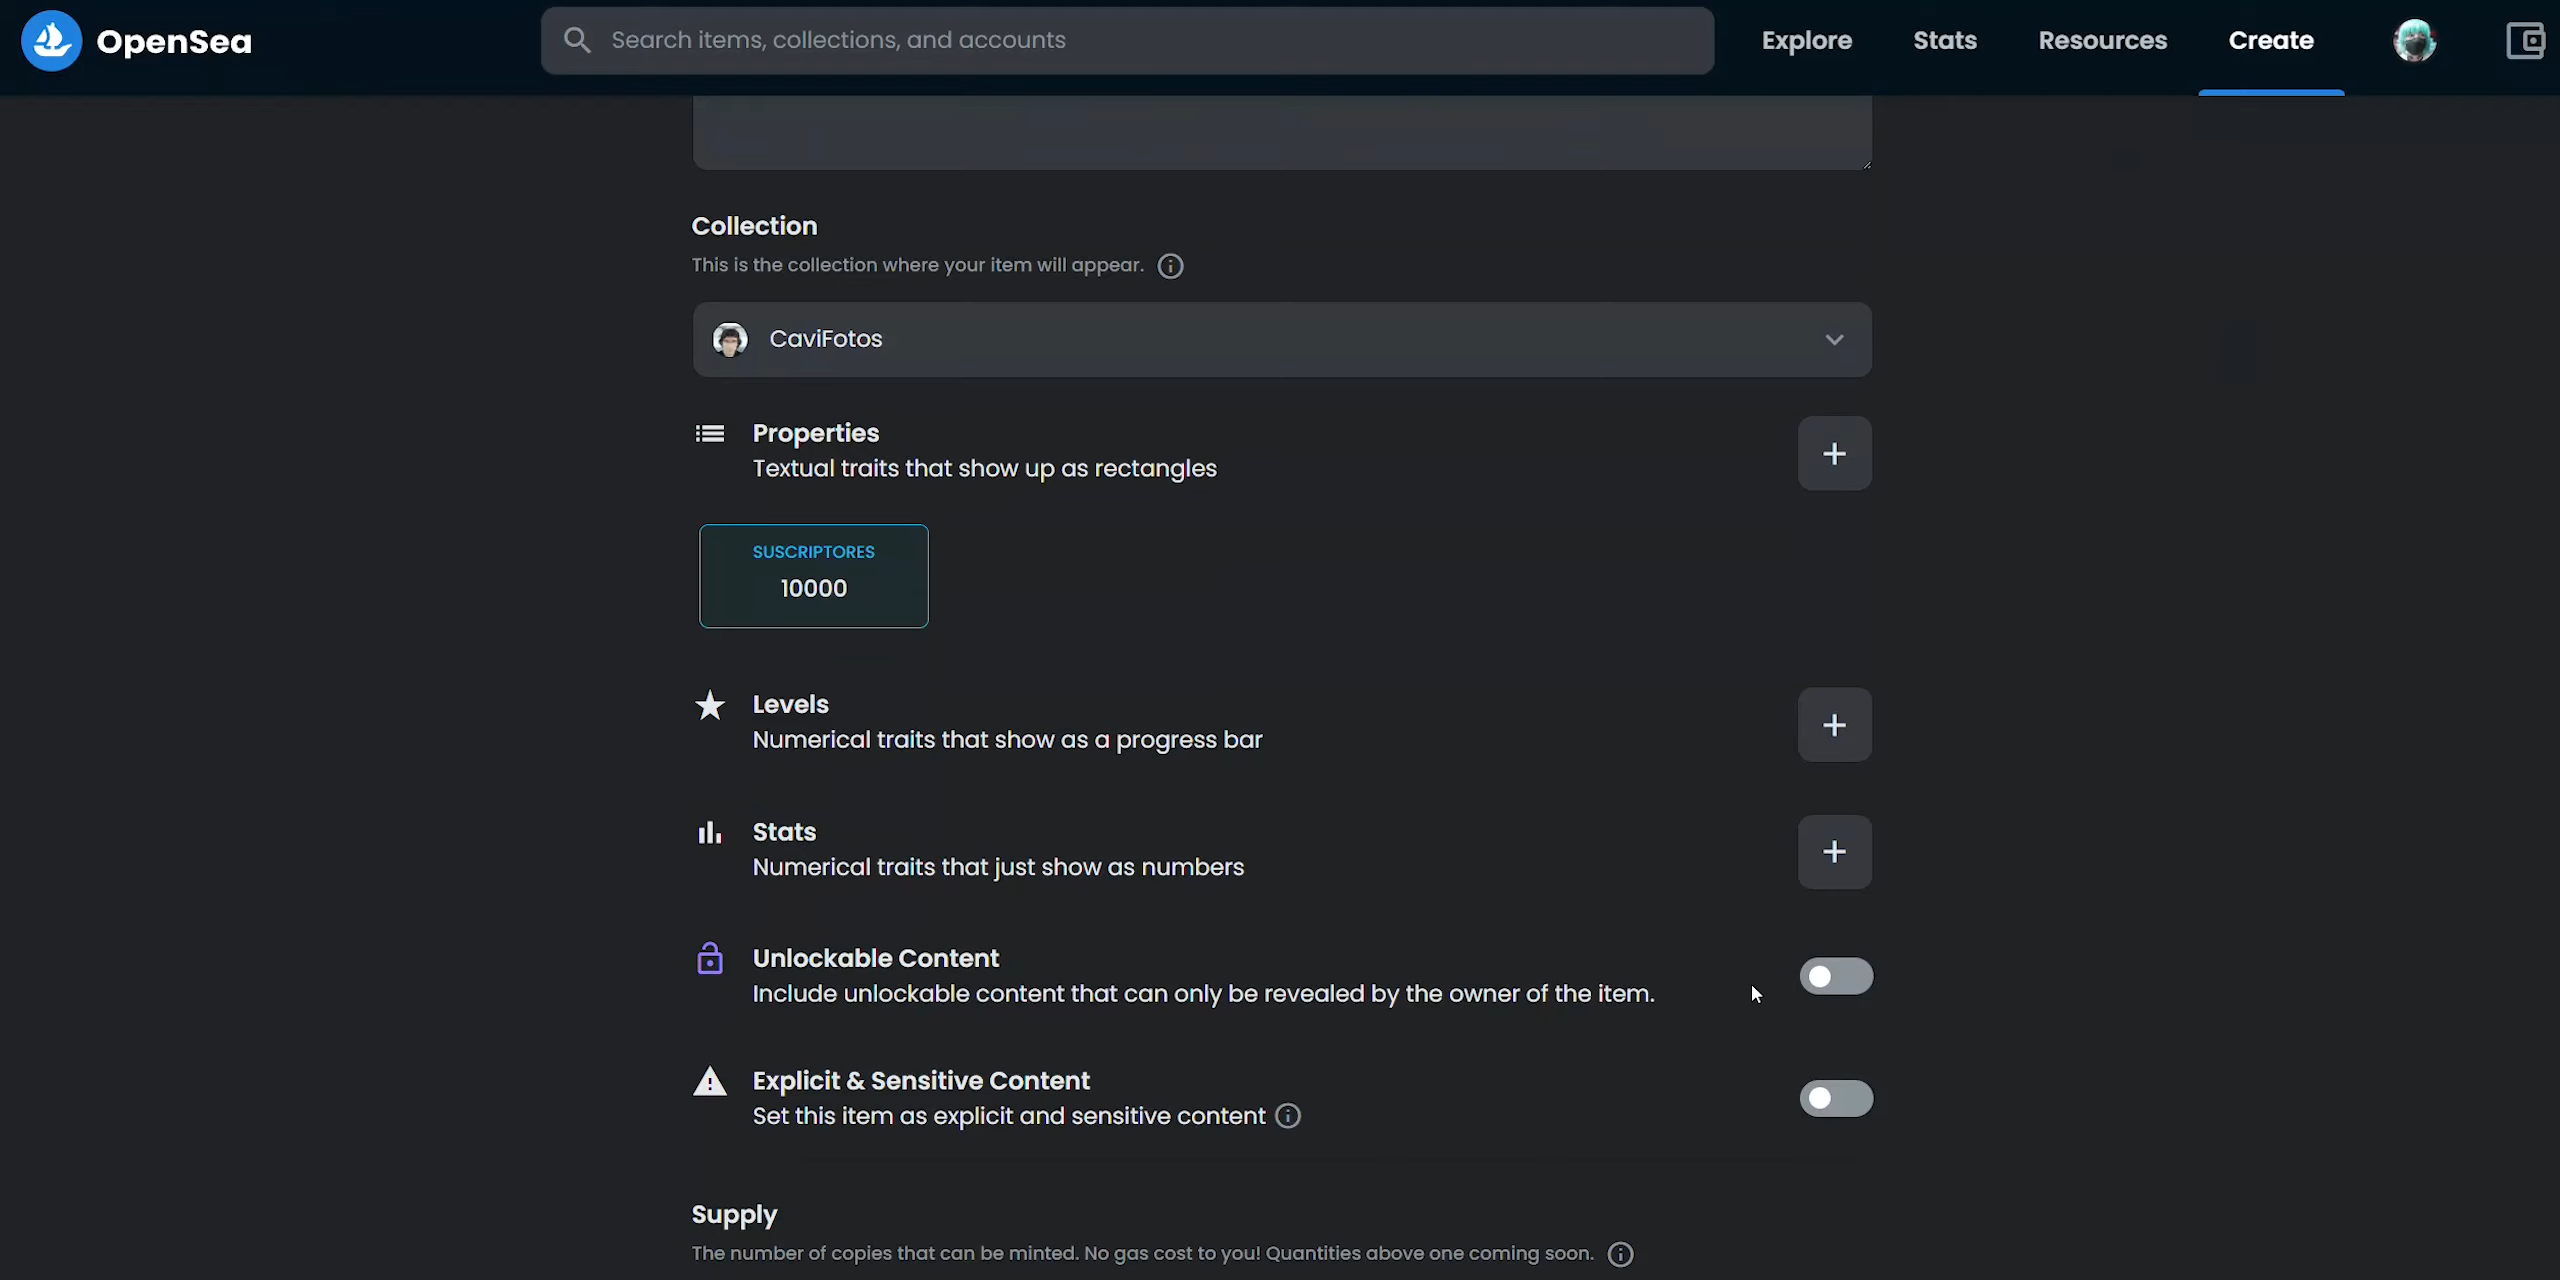 OpenSea
Search items, collections, and accounts
Explore
Stats
Resources
Create
Collection
This is the collection where your item will appear.
CaviFotos
Properties
Textual traits that show up as rectangles
SUSCRIPTORES
10000
Levels
Numerical traits that show as a progress bar
Stats
Numerical traits that just show as numbers
Unlockable Content
Include unlockable content that can only be revealed by the owner of the item.
Explicit & Sensitive Content
Set this item as explicit and sensitive content
Supply
The number of copies that can be minted. No gas cost to you! Quantities above one coming soon.